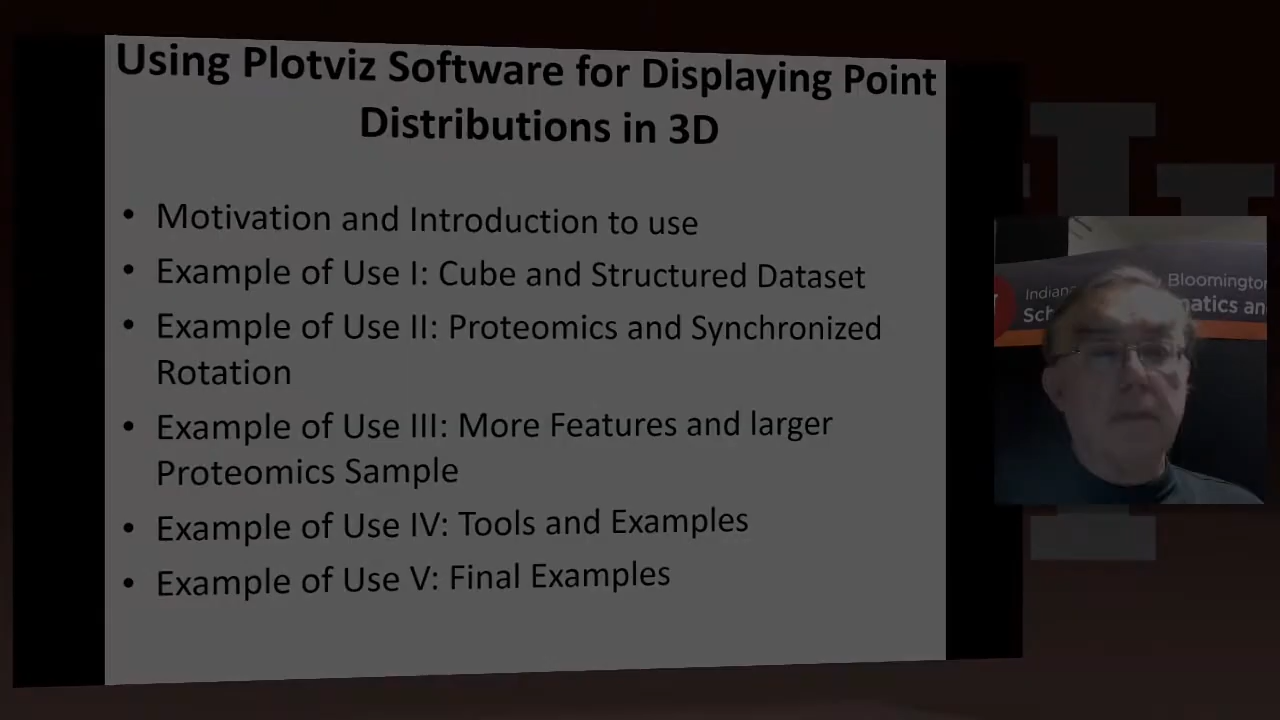 Using Plotviz Software for Displaying Point
Distributions in 3D
• Motivation and Introduction to use
• Example of Use I: Cube and Structured Dataset
• Example of Use II: Proteomics and Synchronized
Rotation
• Example of Use III: More Features and larger
Proteomics Sample
• Example of Use IV: Tools and Examples
• Example of Use V: Final Examples
Bloomington